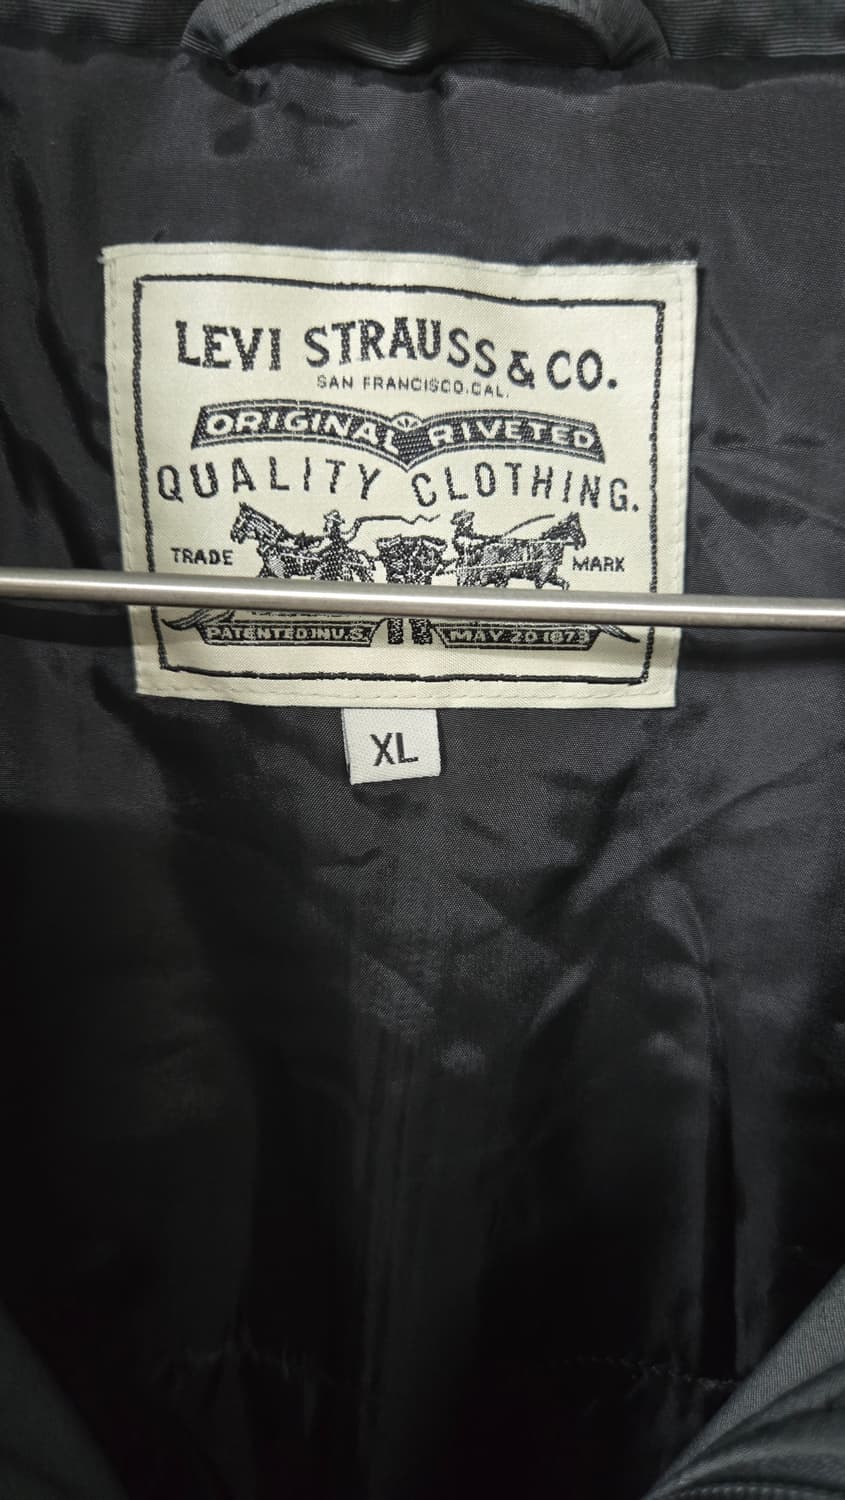 LEVI STRAUSS & CO.
SAN FRANCISCO.CAL.
ORIGINAL RIVETED
QUALITY CLOTHING.
TRADE MARK
PATENTED IN U.S. MAY 20 1873
XL